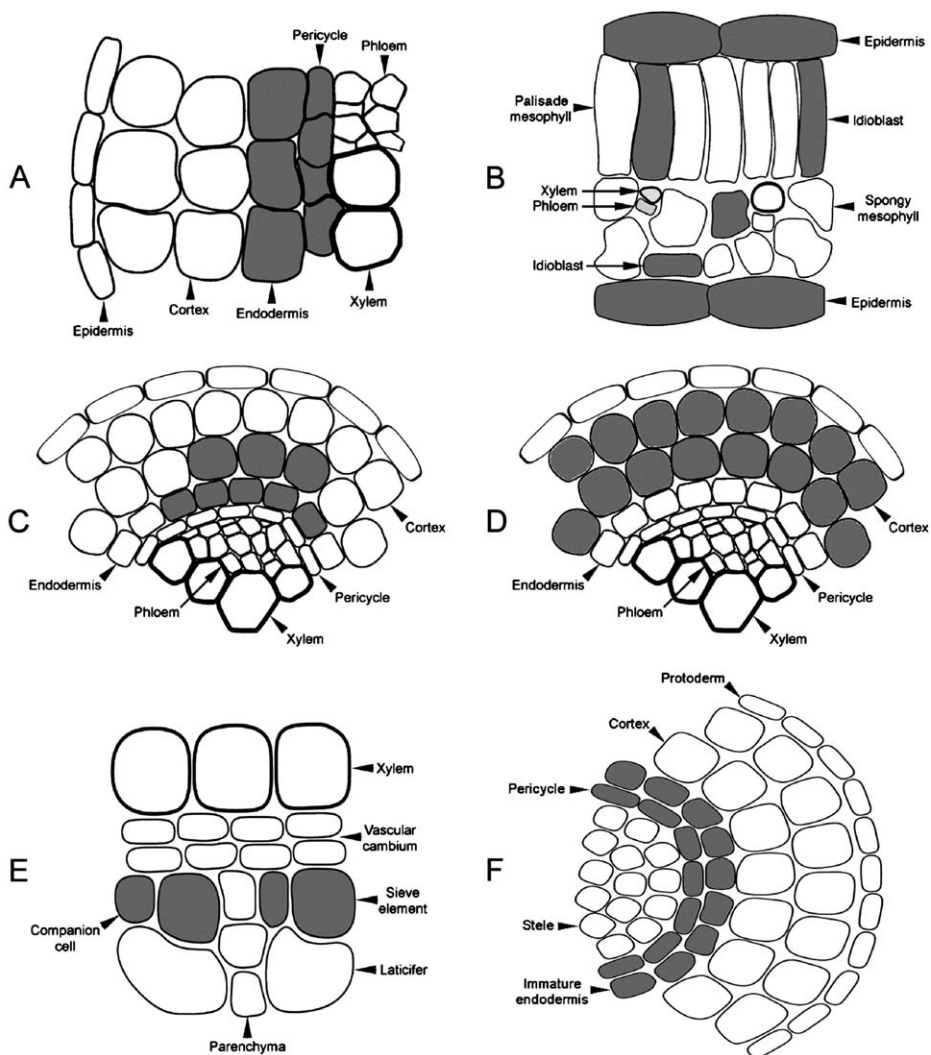 A
Pericycle
Phloem
Epidermis
Cortex
Endodermis
Xylem
B
Epidermis
Palisade
mesophyll
Idioblast
Xylem
Phloem
Spongy
mesophyll
Idioblast
Epidermis
C
Cortex
Endodermis
Pericycle
Phloem
Xylem
D
Cortex
Endodermis
Pericycle
Phloem
Xylem
E
Xylem
Vascular
cambium
Sieve
element
Companion
cell
Laticifer
Parenchyma
F
Protoderm
Cortex
Pericycle
Stele
Immature
endodermis